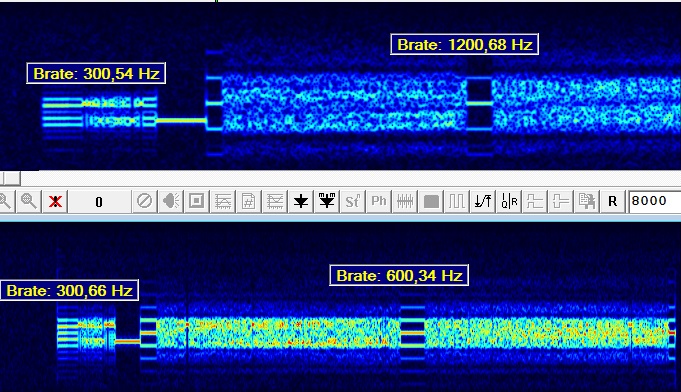 Brate: 1200,68 Hz
Brate: 300,54 Hz
0 Sf Ph I Q R R 8000
Brate: 600,34 Hz
Brate: 300,66 Hz